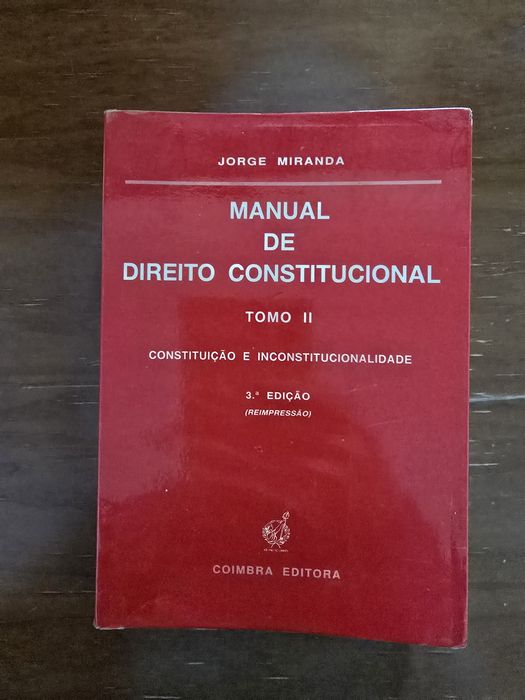 JORGE MIRANDA
MANUAL
DE
DIREITO CONSTITUCIONAL
TOMO II
CONSTITUIÇÃO E INCONSTITUCIONALIDADE
3.ª EDIÇÃO
(REIMPRESSÃO)
COIMBRA EDITORA